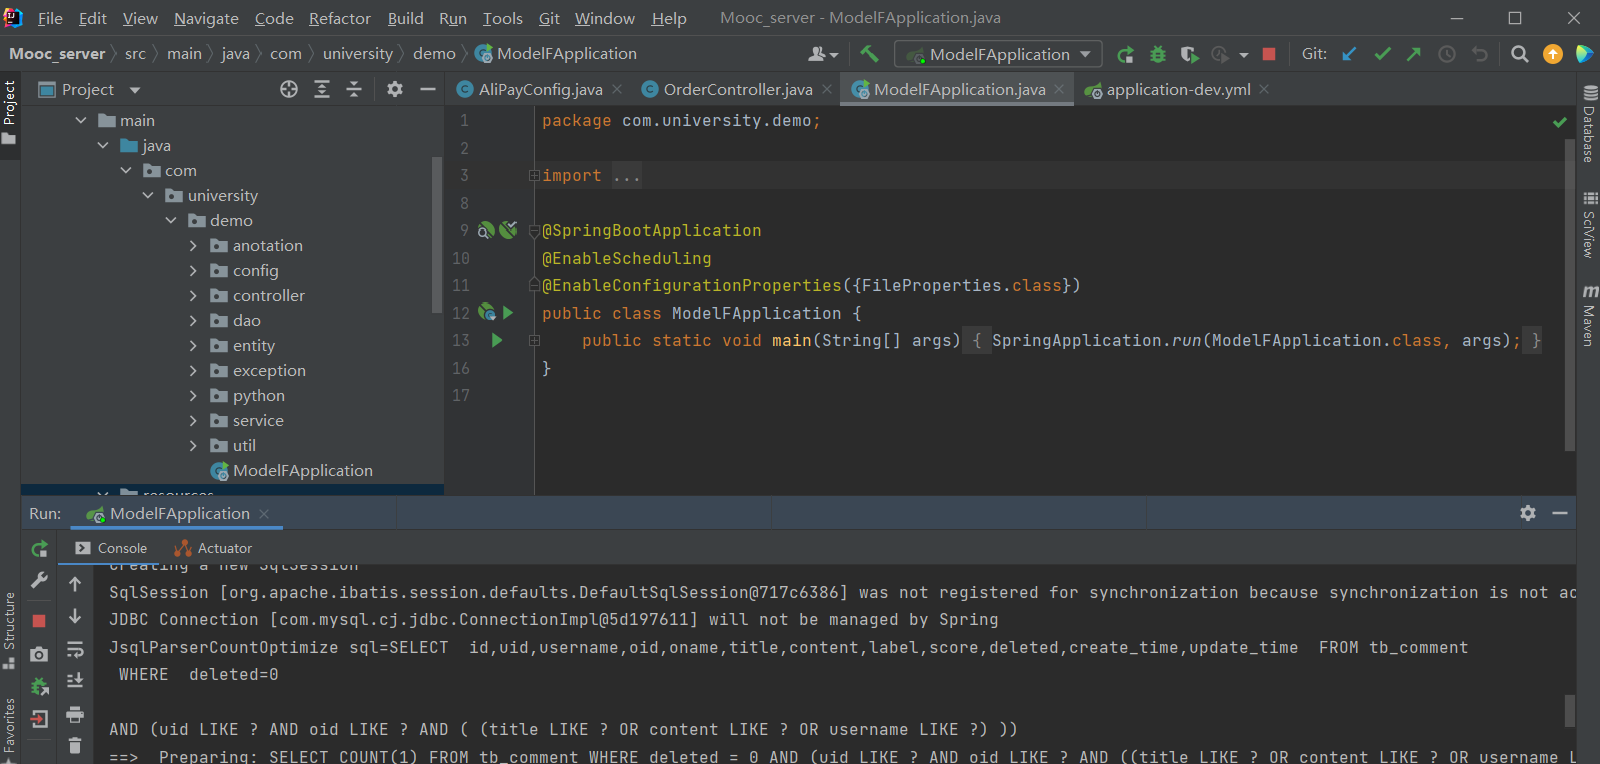 File Edit View Navigate Code Refactor Build Run Tools Git Window Help Mooc_server - ModelFApplication.java
Mooc_server src main java com university demo ModelFApplication ModelFApplication Git:
Project
Project
AliPayConfig.java OrderController.java ModelFApplication.java application-dev.yml
main
java
com
university
demo
anotation
config
controller
dao
entity
exception
python
service
util
ModelFApplication
resources
1 package com.university.demo;
2
3 import ...
8
9 @SpringBootApplication
10 @EnableScheduling
11 @EnableConfigurationProperties({FileProperties.class})
12 public class ModelFApplication {
13 public static void main(String[] args) { SpringApplication.run(ModelFApplication.class, args); }
16 }
17
Database
SciView
m Maven
Run: ModelFApplication
Console Actuator
Structure
Favorites
Creating a new SqlSession
SqlSession [org.apache.ibatis.session.defaults.DefaultSqlSession@717c6386] was not registered for synchronization because synchronization is not ac
JDBC Connection [com.mysql.cj.jdbc.ConnectionImpl@5d197611] will not be managed by Spring
JsqlParserCountOptimize sql=SELECT id,uid,username,oid,oname,title,content,label,score,deleted,create_time,update_time FROM tb_comment
WHERE deleted=0
AND (uid LIKE ? AND oid LIKE ? AND ( (title LIKE ? OR content LIKE ? OR username LIKE ?) ))
==> Preparing: SELECT COUNT(1) FROM tb_comment WHERE deleted = 0 AND (uid LIKE ? AND oid LIKE ? AND ((title LIKE ? OR content LIKE ? OR username L